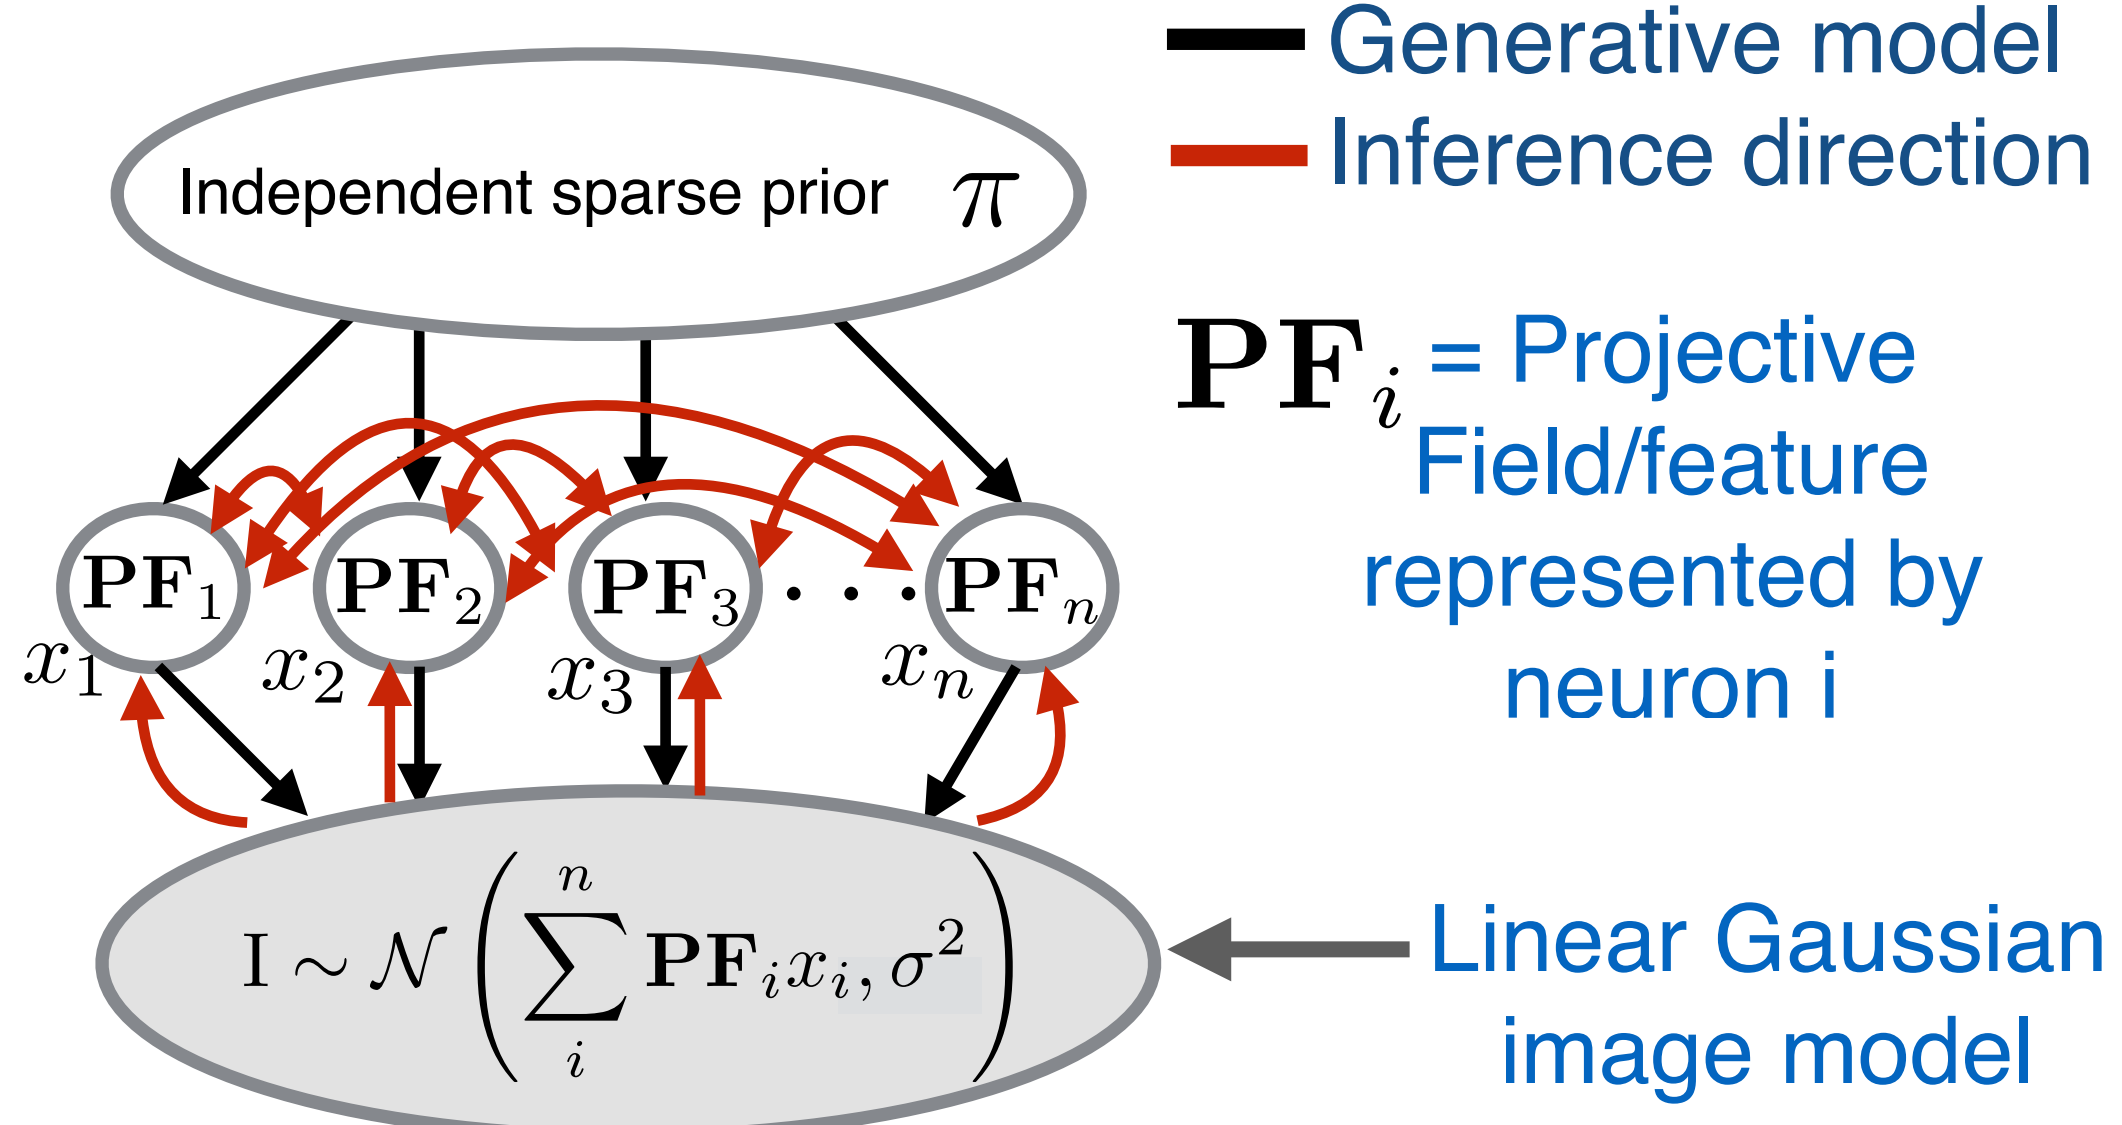 Generative model
Inference direction
Independent sparse prior π
PF_i = Projective
Field/feature
represented by
neuron i
PF_1 PF_2 PF_3 · · · PF_n
x_1 x_2 x_3 x_n
I ∼ 𝒩 ( ∑_i^n PF_i x_i, σ^2 )
Linear Gaussian
image model